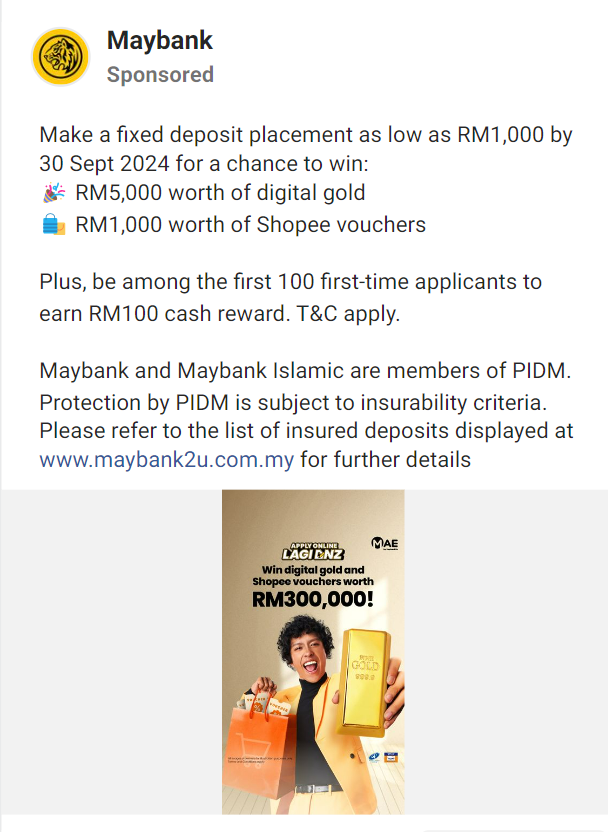 Maybank
Sponsored
Make a fixed deposit placement as low as RM1,000 by
30 Sept 2024 for a chance to win:
🎉 RM5,000 worth of digital gold
🛍️ RM1,000 worth of Shopee vouchers
Plus, be among the first 100 first-time applicants to
earn RM100 cash reward. T&C apply.
Maybank and Maybank Islamic are members of PIDM.
Protection by PIDM is subject to insurability criteria.
Please refer to the list of insured deposits displayed at
www.maybank2u.com.my for further details
APPLY ONLINE
LAGI GNZ
MAE
Win digital gold and
Shopee vouchers worth
RM300,000!
FINE
GOLD
999.9